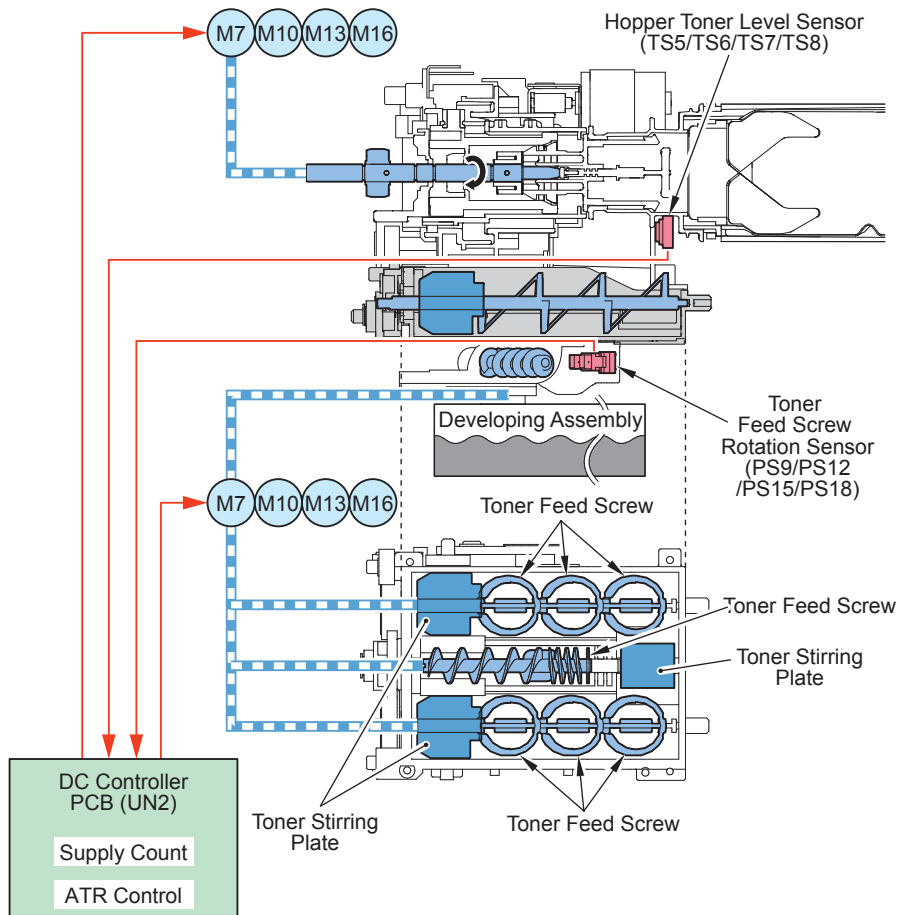 M7 M10 M13 M16
Hopper Toner Level Sensor
(TS5/TS6/TS7/TS8)
Developing Assembly
Toner
Feed Screw
Rotation Sensor
(PS9/PS12
/PS15/PS18)
M7 M10 M13 M16
Toner Feed Screw
Toner Feed Screw
Toner Stirring
Plate
DC Controller
PCB (UN2)
Supply Count
ATR Control
Toner Stirring
Plate
Toner Feed Screw